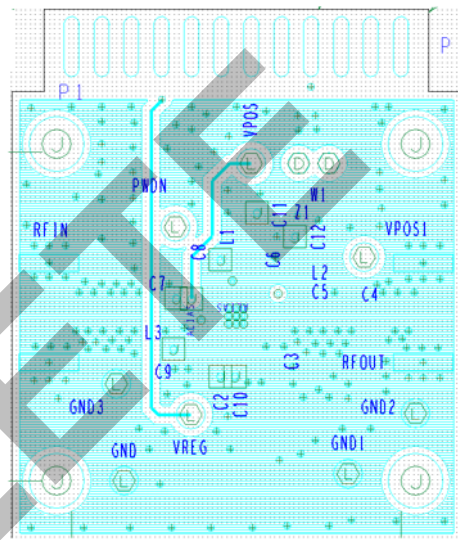 P
P1
VPOS
PWDN
W1
C11
Z1
RFIN
VPOS1
C12
L1
C8
C6
L2
C7
C5
C4
L3
C3
RFOUT
C9
GND3
C2
C10
GND2
VREG
GND
GND1
J
J
D
D
L
J
J
L
J
J
J
J
J
J
L
J
L
L
L
J
J
L
ETE